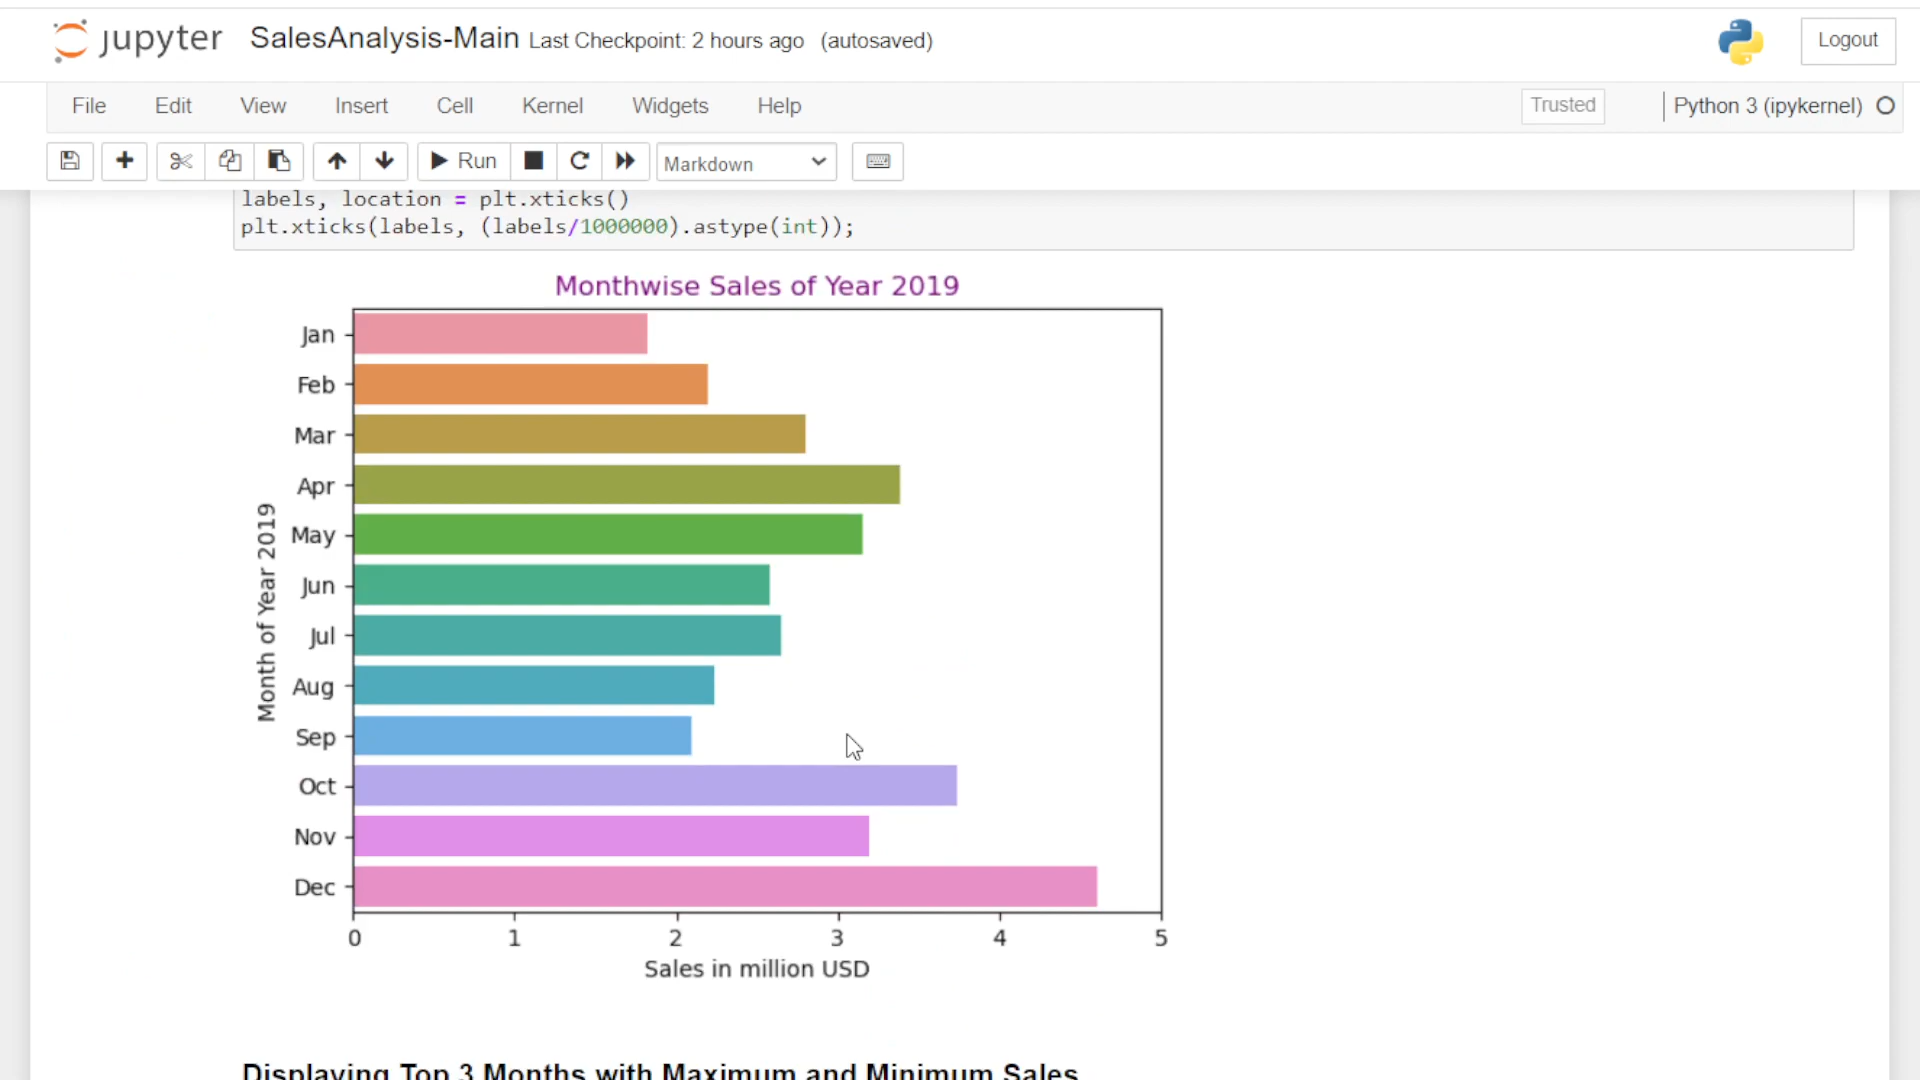 jupyter SalesAnalysis-Main Last Checkpoint: 2 hours ago (autosaved) Logout
File Edit View Insert Cell Kernel Widgets Help Trusted Python 3 (ipykernel)
Run Markdown
labels, location = plt.xticks()
plt.xticks(labels, (labels/1000000).astype(int));
Monthwise Sales of Year 2019
Month of Year 2019
Jan
Feb
Mar
Apr
May
Jun
Jul
Aug
Sep
Oct
Nov
Dec
0 1 2 3 4 5
Sales in million USD
Displaying Top 3 Months with Maximum and Minimum Sales